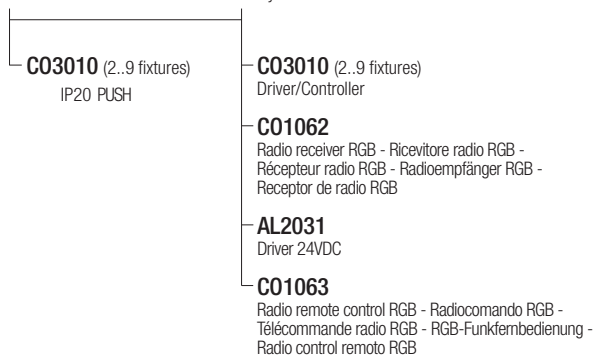 CO3010 (2..9 fixtures)
IP20 PUSH
CO3010 (2..9 fixtures)
Driver/Controller
CO1062
Radio receiver RGB - Ricevitore radio RGB -
Récepteur radio RGB - Radioempfänger RGB -
Receptor de radio RGB
AL2031
Driver 24VDC
CO1063
Radio remote control RGB - Radiocomando RGB -
Télécommande radio RGB - RGB-Funkfernbedienung -
Radio control remoto RGB